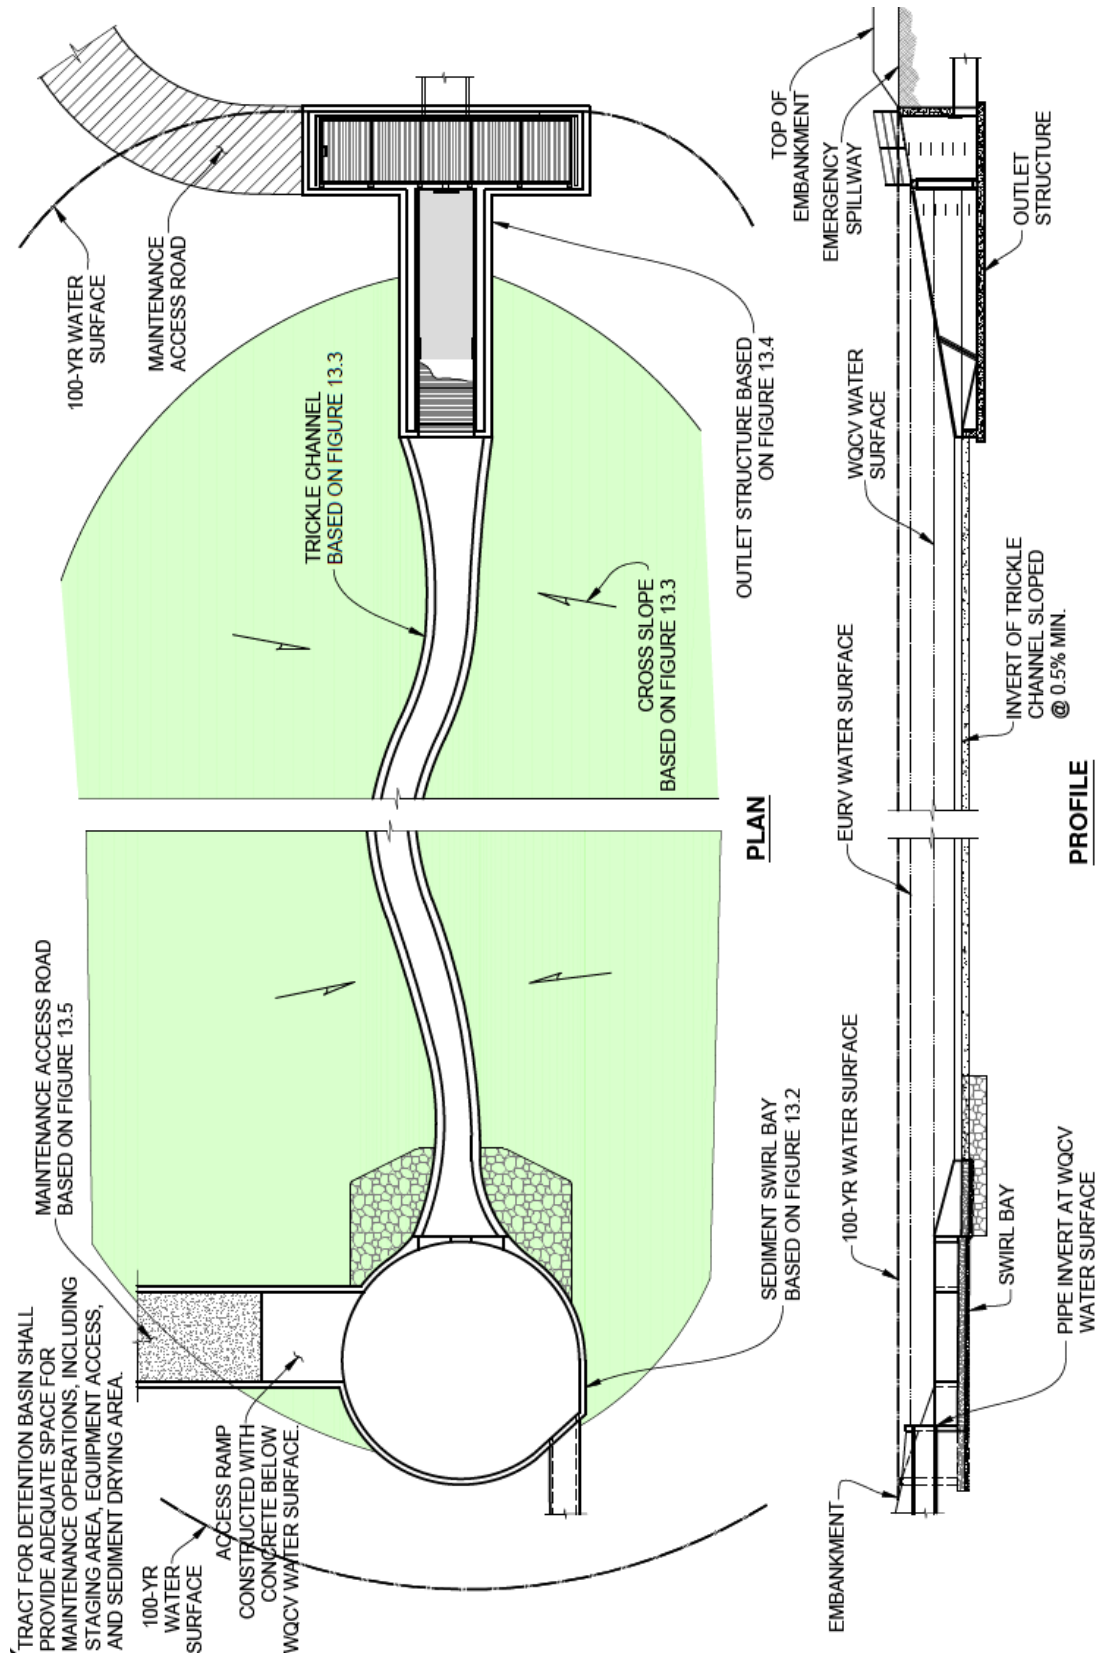 TRACT FOR DETENTION BASIN SHALL
PROVIDE ADEQUATE SPACE FOR
MAINTENANCE OPERATIONS, INCLUDING
STAGING AREA, EQUIPMENT ACCESS,
AND SEDIMENT DRYING AREA.
MAINTENANCE ACCESS ROAD
BASED ON FIGURE 13.5
100-YR WATER
SURFACE
MAINTENANCE
ACCESS ROAD
100-YR
WATER
SURFACE
ACCESS RAMP
CONSTRUCTED WITH
CONCRETE BELOW
WQCV WATER SURFACE.
TRICKLE CHANNEL
BASED ON FIGURE 13.3
CROSS SLOPE
BASED ON FIGURE 13.3
SEDIMENT SWIRL BAY
BASED ON FIGURE 13.2
OUTLET STRUCTURE BASED
ON FIGURE 13.4
PLAN
TOP OF
EMBANKMENT
EMERGENCY
SPILLWAY
EMBANKMENT
100-YR WATER SURFACE
EURV WATER SURFACE
WQCV WATER
SURFACE
OUTLET
STRUCTURE
SWIRL BAY
INVERT OF TRICKLE
CHANNEL SLOPED
@ 0.5% MIN.
PIPE INVERT AT WQCV
WATER SURFACE
PROFILE